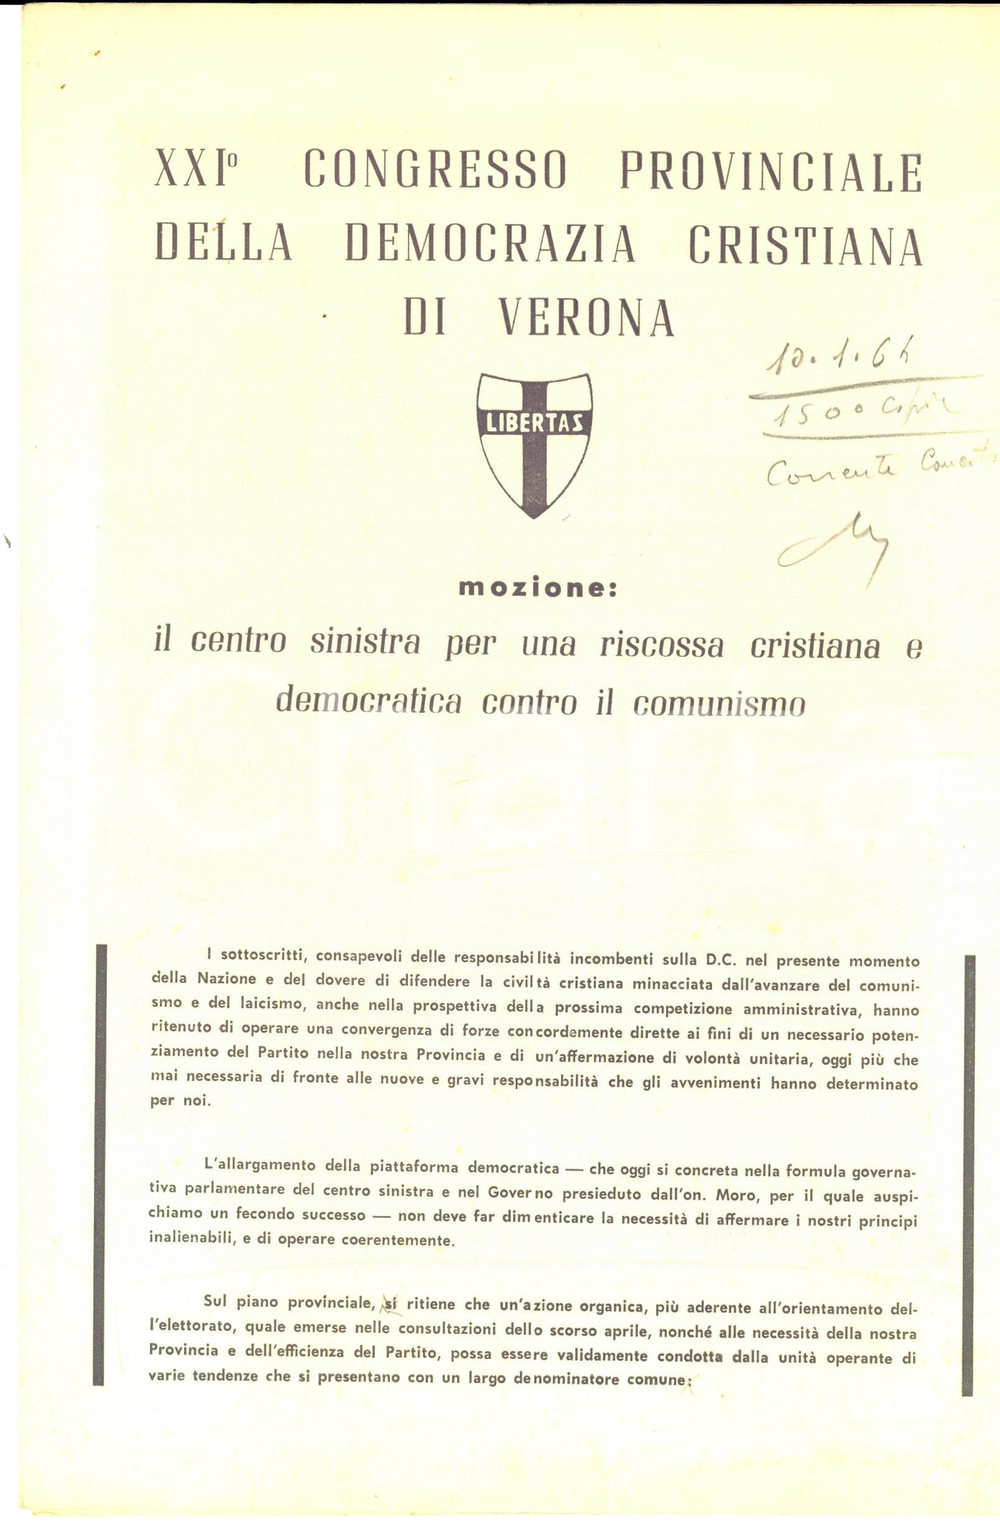 XXIº CONGRESSO PROVINCIALE
DELLA DEMOCRAZIA CRISTIANA
DI VERONA
10.1.64
1500 copie
Corrente
LIBERTAS
mozione:
il centro sinistra per una riscossa cristiana e
democratica contro il comunismo
I sottoscritti, consapevoli delle responsabilità incombenti sulla D.C. nel presente momento
della Nazione e del dovere di difendere la civiltà cristiana minacciata dall'avanzare del comuni-
smo e del laicismo, anche nella prospettiva della prossima competizione amministrativa, hanno
ritenuto di operare una convergenza di forze concordemente dirette ai fini di un necessario poten-
ziamento del Partito nella nostra Provincia e di un'affermazione di volontà unitaria, oggi più che
mai necessaria di fronte alle nuove e gravi responsabilità che gli avvenimenti hanno determinato
per noi.
L'allargamento della piattaforma democratica — che oggi si concreta nella formula governa-
tiva parlamentare del centro sinistra e nel Governo presieduto dall'on. Moro, per il quale auspi-
chiamo un fecondo successo — non deve far dimenticare la necessità di affermare i nostri principi
inalienabili, e di operare coerentemente.
Sul piano provinciale, si ritiene che un'azione organica, più aderente all'orientamento del-
l'elettorato, quale emerse nelle consultazioni dello scorso aprile, nonché alle necessità della nostra
Provincia e dell'efficienza del Partito, possa essere validamente condotta dalla unità operante di
varie tendenze che si presentano con un largo denominatore comune: